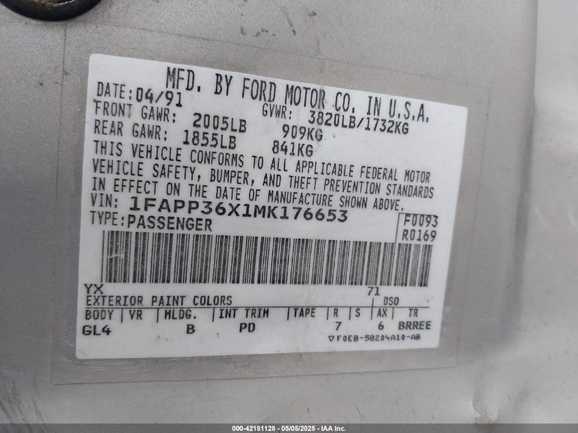 MFD. BY FORD MOTOR CO. IN U.S.A.
DATE: 04/91 GVWR: 3820LB/1732KG
FRONT GAWR: 2005LB 909KG
REAR GAWR: 1855LB 841KG
THIS VEHICLE CONFORMS TO ALL APPLICABLE FEDERAL MOTOR
VEHICLE SAFETY, BUMPER, AND THEFT PREVENTION STANDARDS
IN EFFECT ON THE DATE OF MANUFACTURE SHOWN ABOVE.
VIN: 1FAPP36X1MK176653 F0093
TYPE: PASSENGER R0169
YX 71
EXTERIOR PAINT COLORS DSO
BODY VR MLDG. INT TRIM TAPE R S AX TR
GL4 B PD 7 6 BRREE
000-42191128 - 05/05/2025 - IAA Inc.